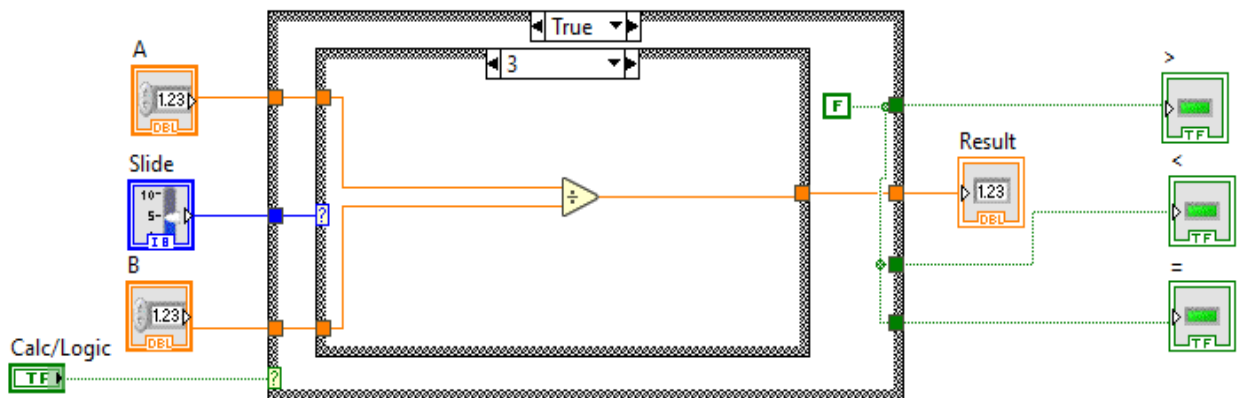 True
3
A
1.23
DBL
Slide
10-
5-
I8
B
1.23
DBL
Calc/Logic
TF
?
?
÷
F
Result
1.23
DBL
>
TF
<
TF
=
TF